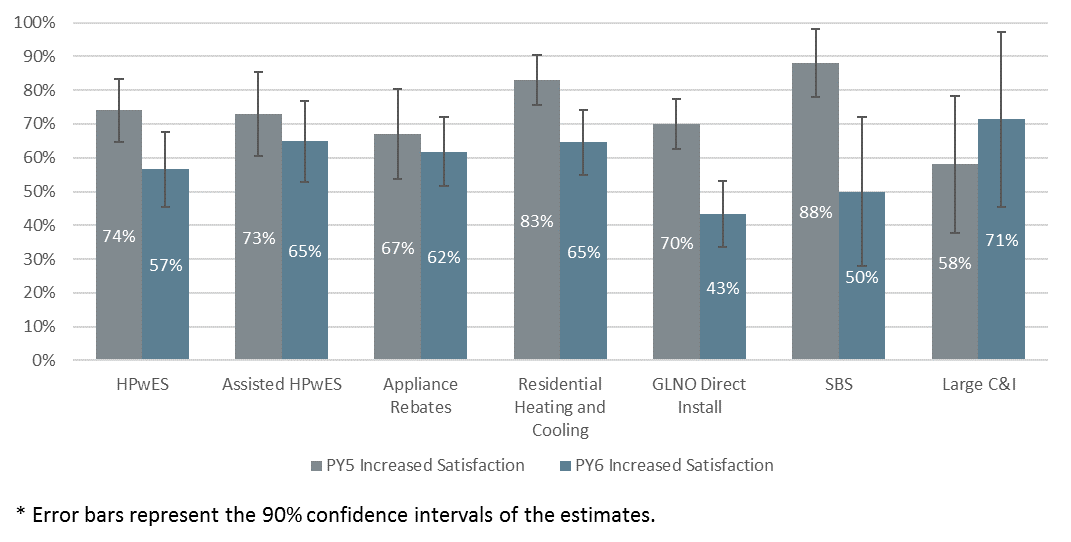 100%
90%
80%
70%
60%
50%
40%
30%
20%
10%
0%
74%
57%
73%
65%
67%
62%
83%
65%
70%
43%
88%
50%
58%
71%
HPwES
Assisted HPwES
Appliance
Rebates
Residential
Heating and
Cooling
GLNO Direct
Install
SBS
Large C&I
PY5 Increased Satisfaction
PY6 Increased Satisfaction
* Error bars represent the 90% confidence intervals of the estimates.